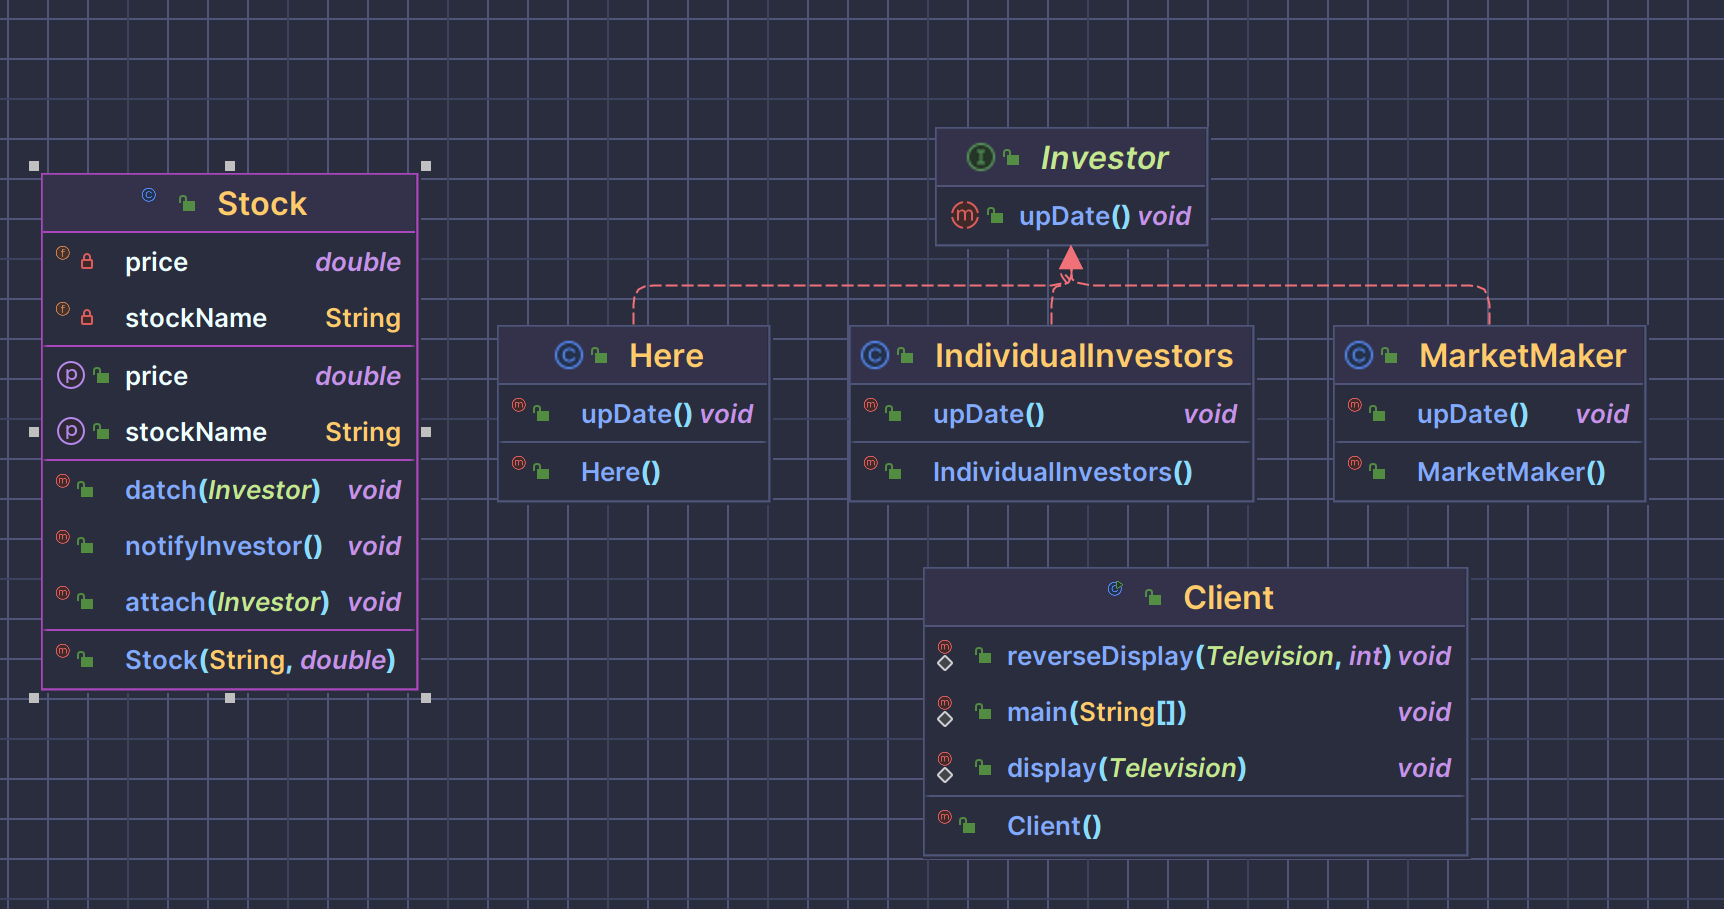 Stock
price double
stockName String
price double
stockName String
datch(Investor) void
notifyInvestor() void
attach(Investor) void
Stock(String, double)
Investor
upDate() void
Here
upDate() void
Here()
IndividualInvestors
upDate() void
IndividualInvestors()
MarketMaker
upDate() void
MarketMaker()
Client
reverseDisplay(Television, int) void
main(String[]) void
display(Television) void
Client()